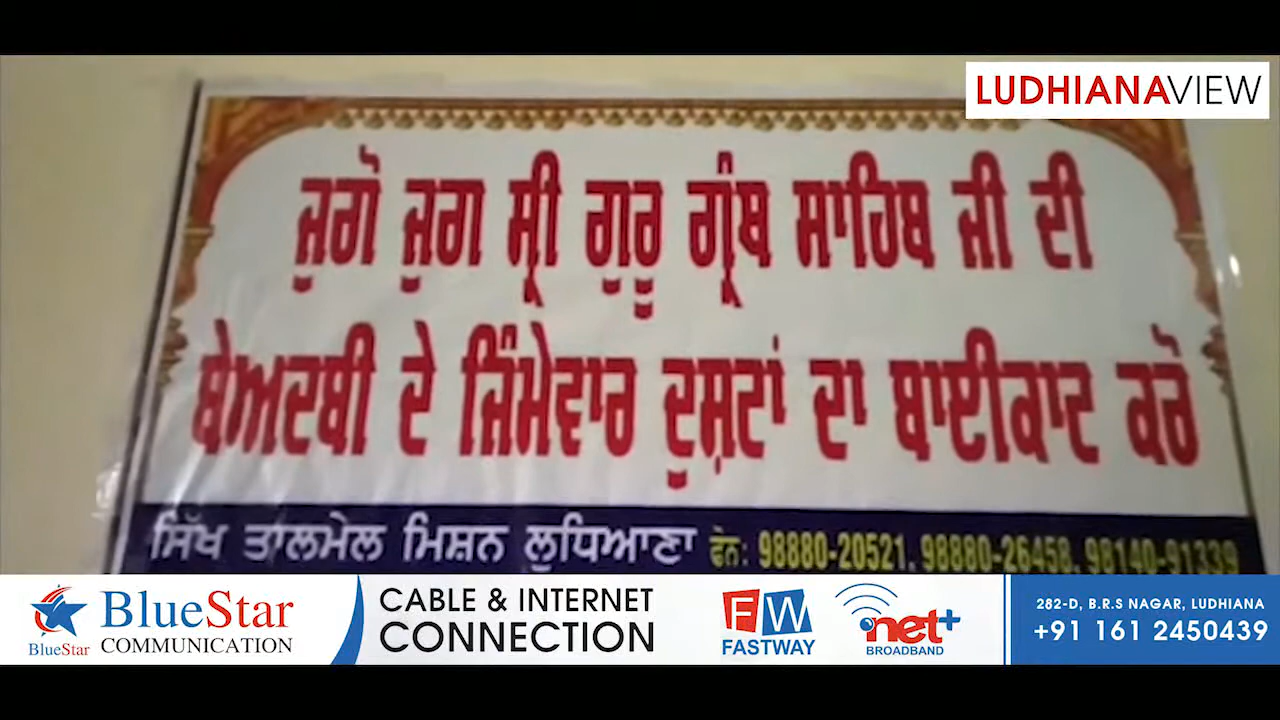 LUDHIANAVIEW
ਜੁਗੋ ਜੁਗ ਸ੍ਰੀ ਗੁਰੂ ਗ੍ਰੰਥ ਸਾਹਿਬ ਜੀ ਦੀ
ਬੇਅਦਬੀ ਦੇ ਜਿੰਮੇਵਾਰ ਦੁਸ਼ਟਾਂ ਦਾ ਬਾਈਕਾਟ ਕਰੋ
ਸਿੱਖ ਤਾਲਮੇਲ ਮਿਸ਼ਨ ਲੁਧਿਆਣਾ ਫੋਨ: 98880-20521, 98880-26458, 98140-91339
BlueStar
BlueStar
COMMUNICATION
CABLE & INTERNET
CONNECTION
FW
FASTWAY
net+
BROADBAND
282-D, B.R.S NAGAR, LUDHIANA
+91 161 2450439